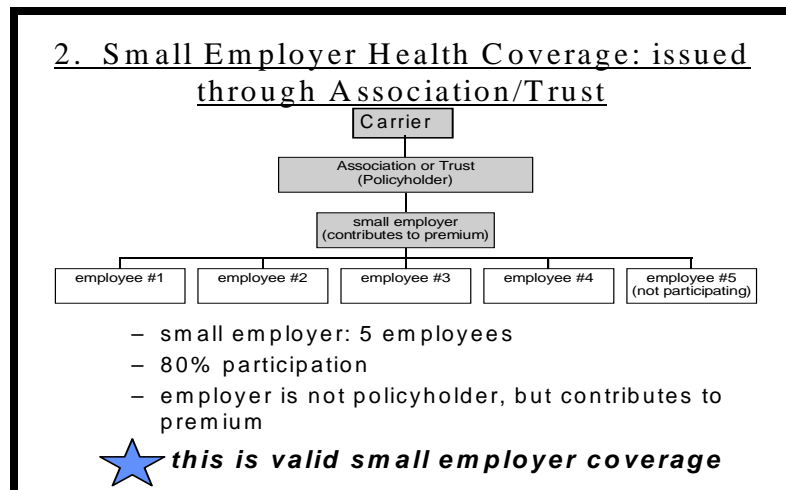 2. Small Employer Health Coverage: issued
through Association/Trust
Carrier
Association or Trust
(Policyholder)
small employer
(contributes to premium)
employee #1
employee #2
employee #3
employee #4
employee #5
(not participating)
– small employer: 5 employees
– 80% participation
– employer is not policyholder, but contributes to
premium
this is valid small employer coverage